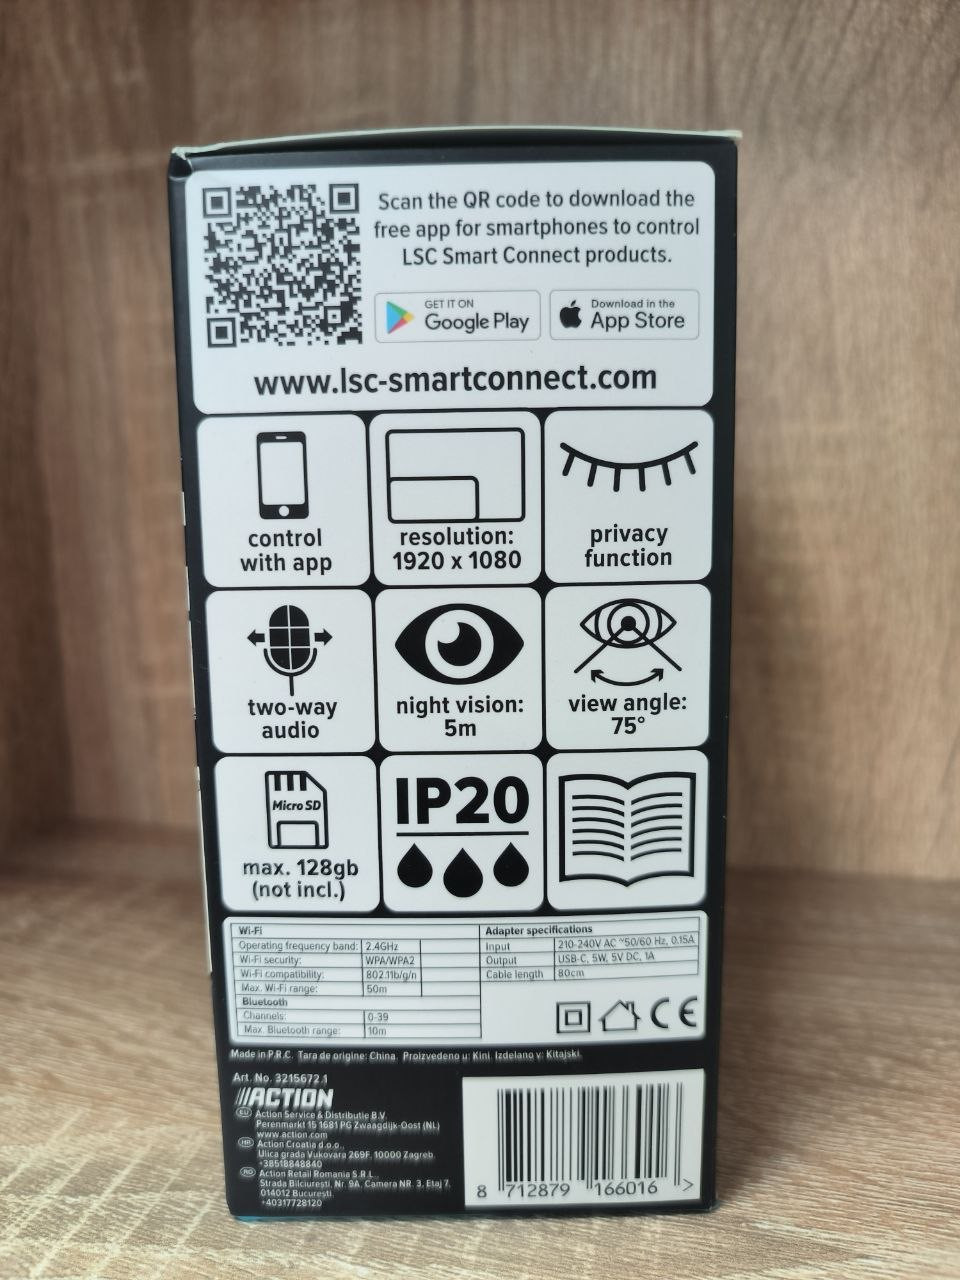 Scan the QR code to download the
free app for smartphones to control
LSC Smart Connect products.
GET IT ON
Google Play
Download in the
App Store
www.lsc-smartconnect.com
control
with app
resolution:
1920 x 1080
privacy
function
two-way
audio
night vision:
5m
view angle:
75°
Micro SD
max. 128gb
(not incl.)
IP20
Wi-Fi
Operating frequency band: 2.4GHz
Wi-Fi security: WPA/WPA2
Wi-Fi compatibility: 802.11b/g/n
Max. Wi-Fi range: 50m
Bluetooth
Channels: 0-39
Max. Bluetooth range: 10m
Adapter specifications
Input 210-240V AC ~50/60 Hz, 0.15A
Output USB-C, 5W, 5V DC, 1A
Cable length 80cm
CE
Made in P.R.C. Tara de origine: China. Proizvedeno u: Kini. Izdelano v: Kitajski.
Art. No. 3215672.1
ACTION
EU Action Service & Distributie B.V.
Perenmarkt 15 1681 PG Zwaagdijk-Oost (NL)
www.action.com
HR Action Croatia d.o.o.,
Ulica grada Vukovara 269F, 10000 Zagreb.
+38518848840
RO Action Retail Romania S.R.L.,
Strada Bilciuresti, Nr. 9A, Camera NR. 3, Etaj 7,
014012 Bucuresti.
+40317728120
8 712879 166016 >